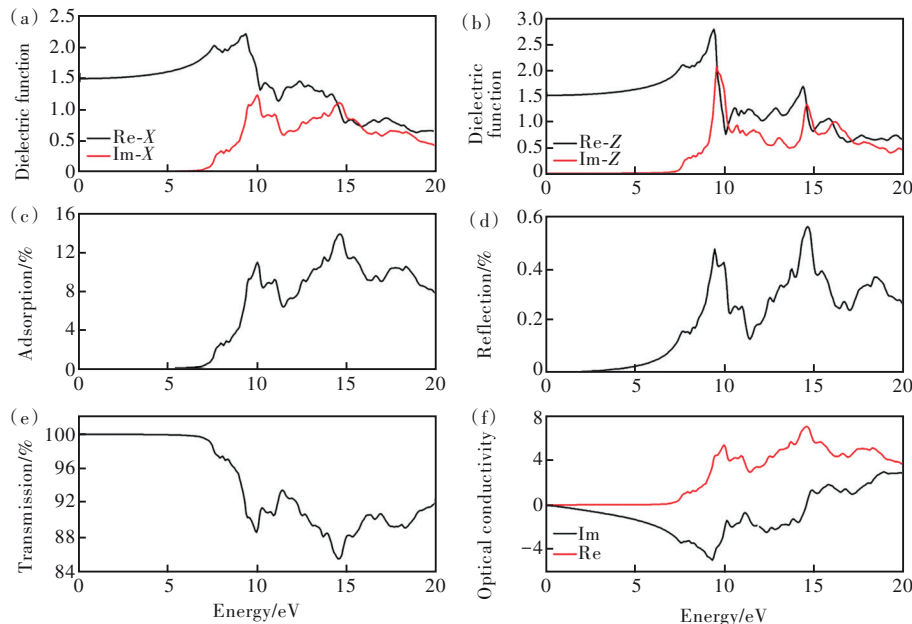 (a)
2.5
2.0
1.5
1.0
0.5
0
Dielectric function
Re-X
Im-X
0 5 10 15 20
(b)
3.0
2.5
2.0
1.5
1.0
0.5
0
Dielectric
function
Re-Z
Im-Z
0 5 10 15 20
(c)
16
12
8
4
0
Adsorption/%
0 5 10 15 20
(d)
0.6
0.4
0.2
0
Reflection/%
0 5 10 15 20
(e)
100
96
92
88
84
Transmission/%
0 5 10 15 20
Energy/eV
(f)
8
4
0
−4
Optical conductivity
Im
Re
0 5 10 15 20
Energy/eV